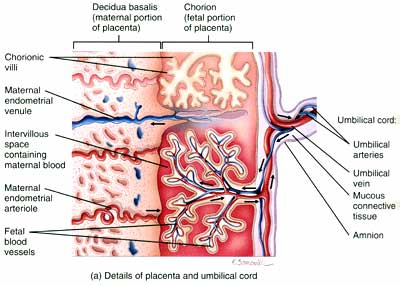 Decidua basalis
(maternal portion
of placenta)
Chorion
(fetal portion
of placenta)
Chorionic
villi
Maternal
endometrial
venule
Intervillous
space
containing
maternal blood
Maternal
endometrial
arteriole
Fetal
blood
vessels
Umbilical cord:
Umbilical
arteries
Umbilical
vein
Mucous
connective
tissue
Amnion
(a) Details of placenta and umbilical cord